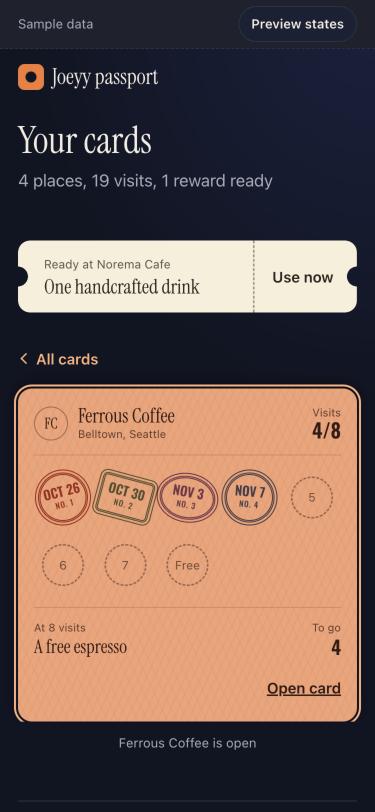 Sample data
Preview states
Joeyy passport
Your cards
4 places, 19 visits, 1 reward ready
Ready at Norema Cafe
One handcrafted drink
Use now
All cards
FC
Ferrous Coffee
Belltown, Seattle
Visits
4/8
OCT 26
NO. 1
OCT 30
NO. 2
NOV 3
NO. 3
NOV 7
NO. 4
5
6
7
Free
At 8 visits
A free espresso
To go
4
Open card
Ferrous Coffee is open